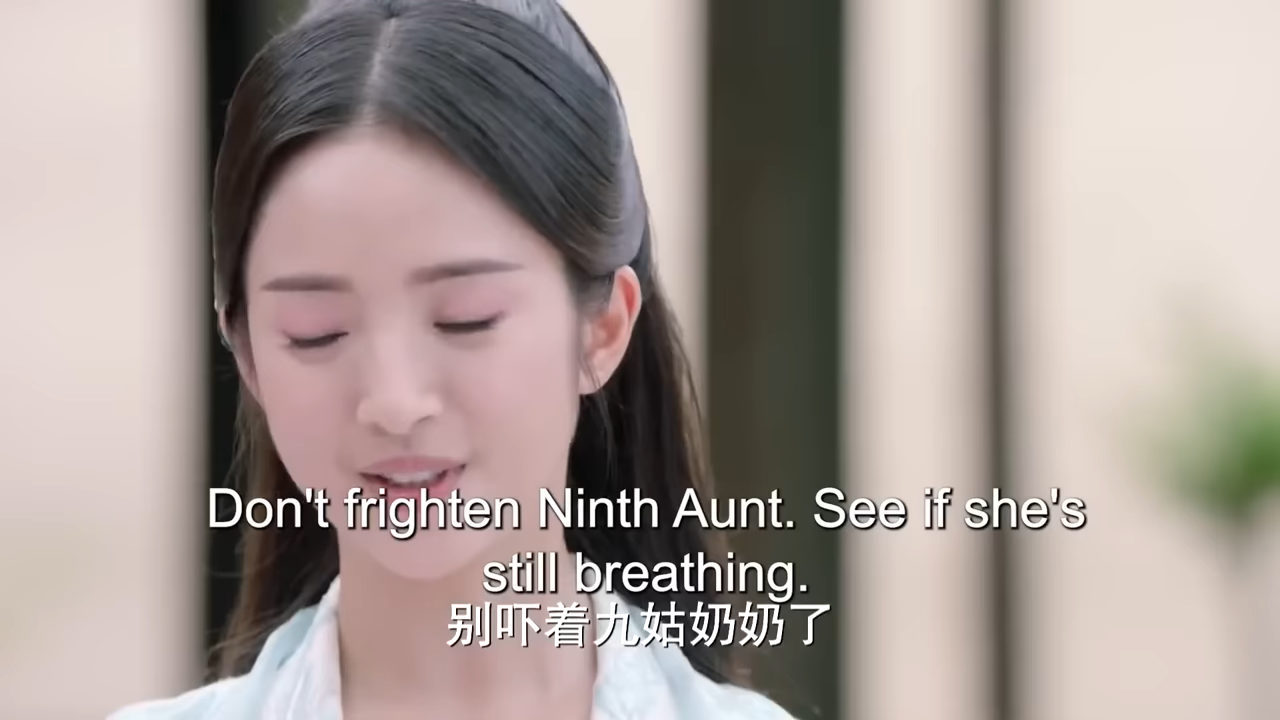 Don't frighten Ninth Aunt. See if she's
still breathing.
别吓着九姑奶奶了